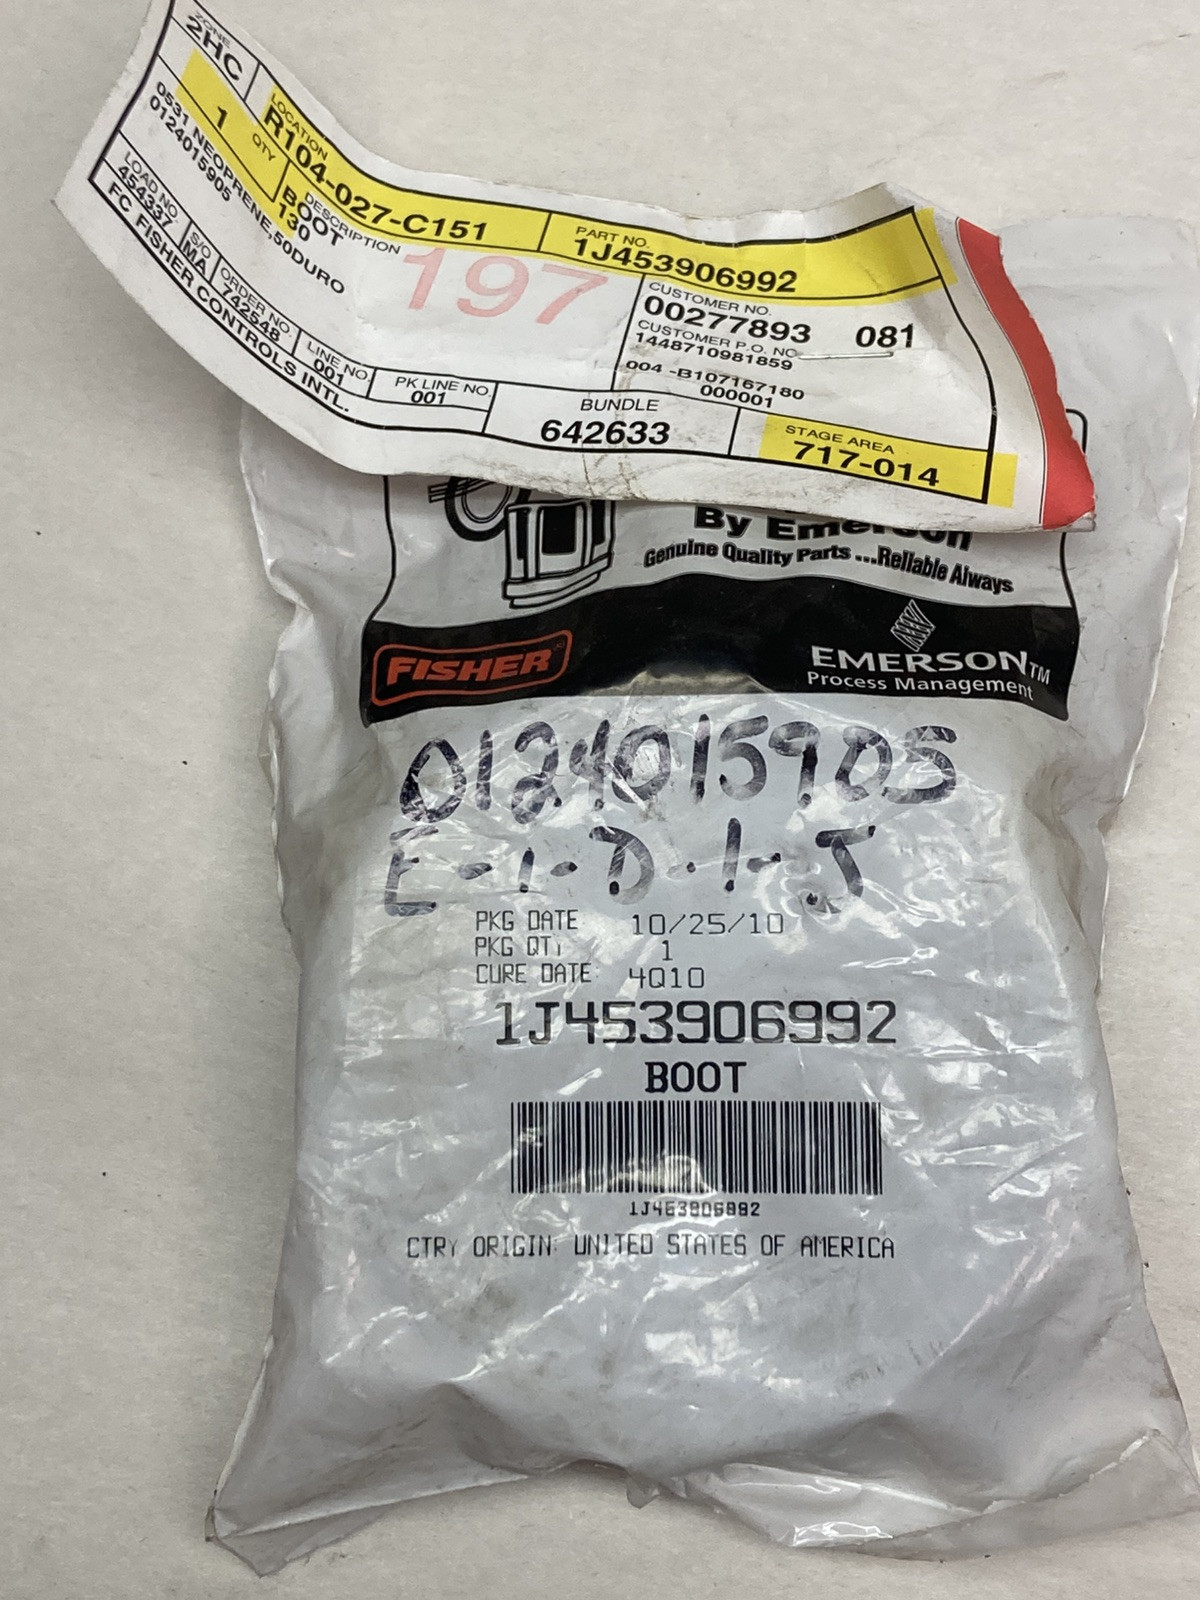 ZONE
2HC
LOCATION
R104-027-C151
PART NO.
1J453906992
1 QTY
DESCRIPTION
BOOT
130
0531 NEOPRENE,50DURO
0124015905
197
CUSTOMER NO.
00277893 081
CUSTOMER P.O. NO
1448710981859
004 -B107167180
000001
LOAD NO.
454337
S/O
MA
ORDER NO.
742548
LINE NO.
001
PK LINE NO.
001
BUNDLE
642633
STAGE AREA
717-014
FC FISHER CONTROLS INTL.
By Emerson
Genuine Quality Parts ...Reliable Always
FISHER
EMERSON TM
Process Management
0124015905
E-1-D-1-J
PKG DATE 10/25/10
PKG QTY 1
CURE DATE: 4Q10
1J453906992
BOOT
1J453906992
CTRY ORIGIN: UNITED STATES OF AMERICA